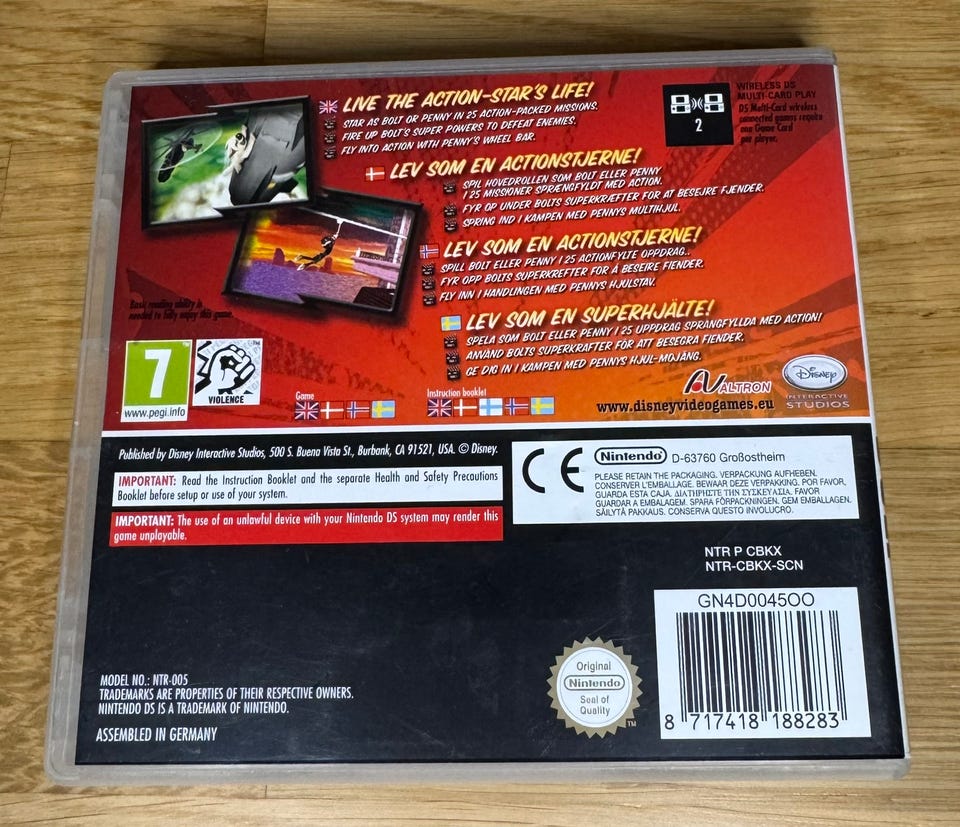 LIVE THE ACTION-STAR'S LIFE!
STAR AS BOLT OR PENNY IN 25 ACTION-PACKED MISSIONS.
FIRE UP BOLT'S SUPER POWERS TO DEFEAT ENEMIES.
FLY INTO ACTION WITH PENNY'S WHEEL BAR.
2
WIRELESS DS
MULTI-CARD PLAY
DS Multi-Card wireless
connected games require
one Game Card
per player.
LEV SOM EN ACTIONSTJERNE!
SPIL HOVEDROLLEN SOM BOLT ELLER PENNY
I 25 MISSIONER SPRÆNGFYLDT MED ACTION.
FYR OP UNDER BOLTS SUPERKRÆFTER FOR AT BESEJRE FJENDER.
SPRING IND I KAMPEN MED PENNYS MULTIHJUL.
LEV SOM EN ACTIONSTJERNE!
SPILL BOLT ELLER PENNY I 25 ACTIONFYLTE OPPDRAG..
FYR OPP BOLTS SUPERKREFTER FOR Å BESEIRE FIENDER.
FLY INN I HANDLINGEN MED PENNYS HJULSTAV.
LEV SOM EN SUPERHJÄLTE!
SPELA SOM BOLT ELLER PENNY I 25 UPPDRAG SPRÄNGFYLLDA MED ACTION!
ANVÄND BOLTS SUPERKRAFTER FÖR ATT BESEGRA FIENDER.
GE DIG IN I KAMPEN MED PENNYS HJUL-MOJÄNG.
Basic reading ability is
needed to fully enjoy this game.
7
www.pegi.info
VIOLENCE
TM
Game
Instruction booklet
ALTRON
www.disneyvideogames.eu
Disney
INTERACTIVE
STUDIOS
Published by Disney Interactive Studios, 500 S. Buena Vista St., Burbank, CA 91521, USA. © Disney.
IMPORTANT: Read the Instruction Booklet and the separate Health and Safety Precautions
Booklet before setup or use of your system.
IMPORTANT: The use of an unlawful device with your Nintendo DS system may render this
game unplayable.
CE
Nintendo D-63760 Großostheim
PLEASE RETAIN THE PACKAGING. VERPACKUNG AUFHEBEN.
CONSERVER L'EMBALLAGE. BEWAAR DEZE VERPAKKING. POR FAVOR,
GUARDA ESTA CAJA. ΔΙΑΤΗΡΗΣΤΕ ΤΗΝ ΣΥΣΚΕΥΑΣΙΑ. FAVOR
GUARDAR A EMBALAGEM. SPARA FÖRPACKNINGEN. GEM EMBALLAGEN.
SÄILYTÄ PAKKAUS. CONSERVA QUESTO INVOLUCRO.
NTR P CBKX
NTR-CBKX-SCN
GN4D0045OO
8 717418 188283
MODEL NO.: NTR-005
TRADEMARKS ARE PROPERTIES OF THEIR RESPECTIVE OWNERS.
NINTENDO DS IS A TRADEMARK OF NINTENDO.
ASSEMBLED IN GERMANY
Original
Nintendo
Seal of
Quality
TM